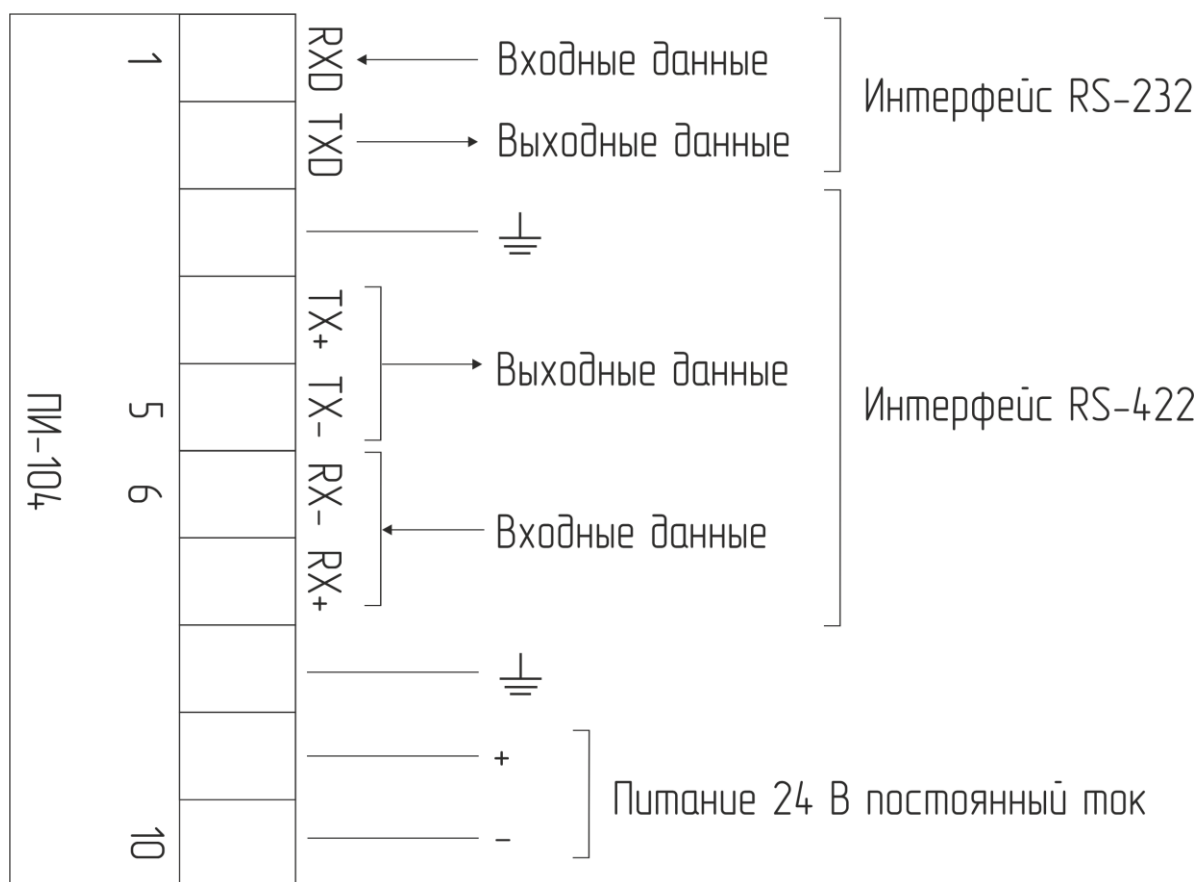 1
RXD
Входные данные
TXD
Выходные данные
Интерфейс RS-232
TX+
TX-
Выходные данные
5
6
RX-
RX+
Входные данные
Интерфейс RS-422
ПИ-104
+
-
Питание 24 В постоянный ток
10